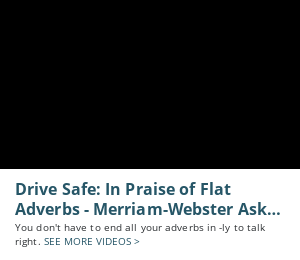 Drive Safe: In Praise of Flat
Adverbs - Merriam-Webster Ask...
You don't have to end all your adverbs in -ly to talk
right. SEE MORE VIDEOS >